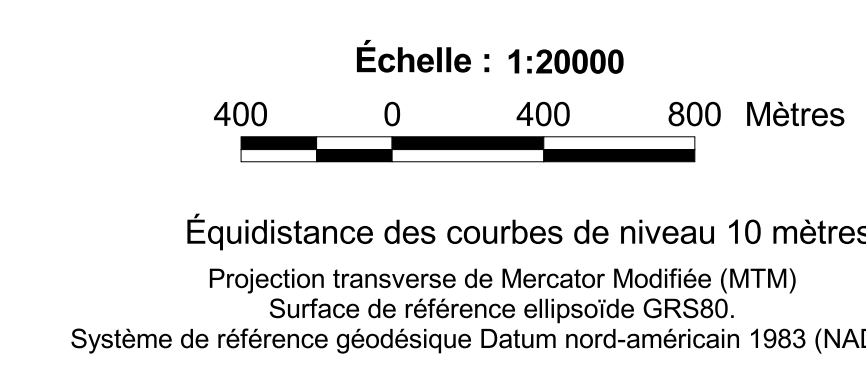 Échelle : 1:20000
400 0 400 800 Mètres
Équidistance des courbes de niveau 10 mètres
Projection transverse de Mercator Modifiée (MTM)
Surface de référence ellipsoïde GRS80.
Système de référence géodésique Datum nord-américain 1983 (NAD